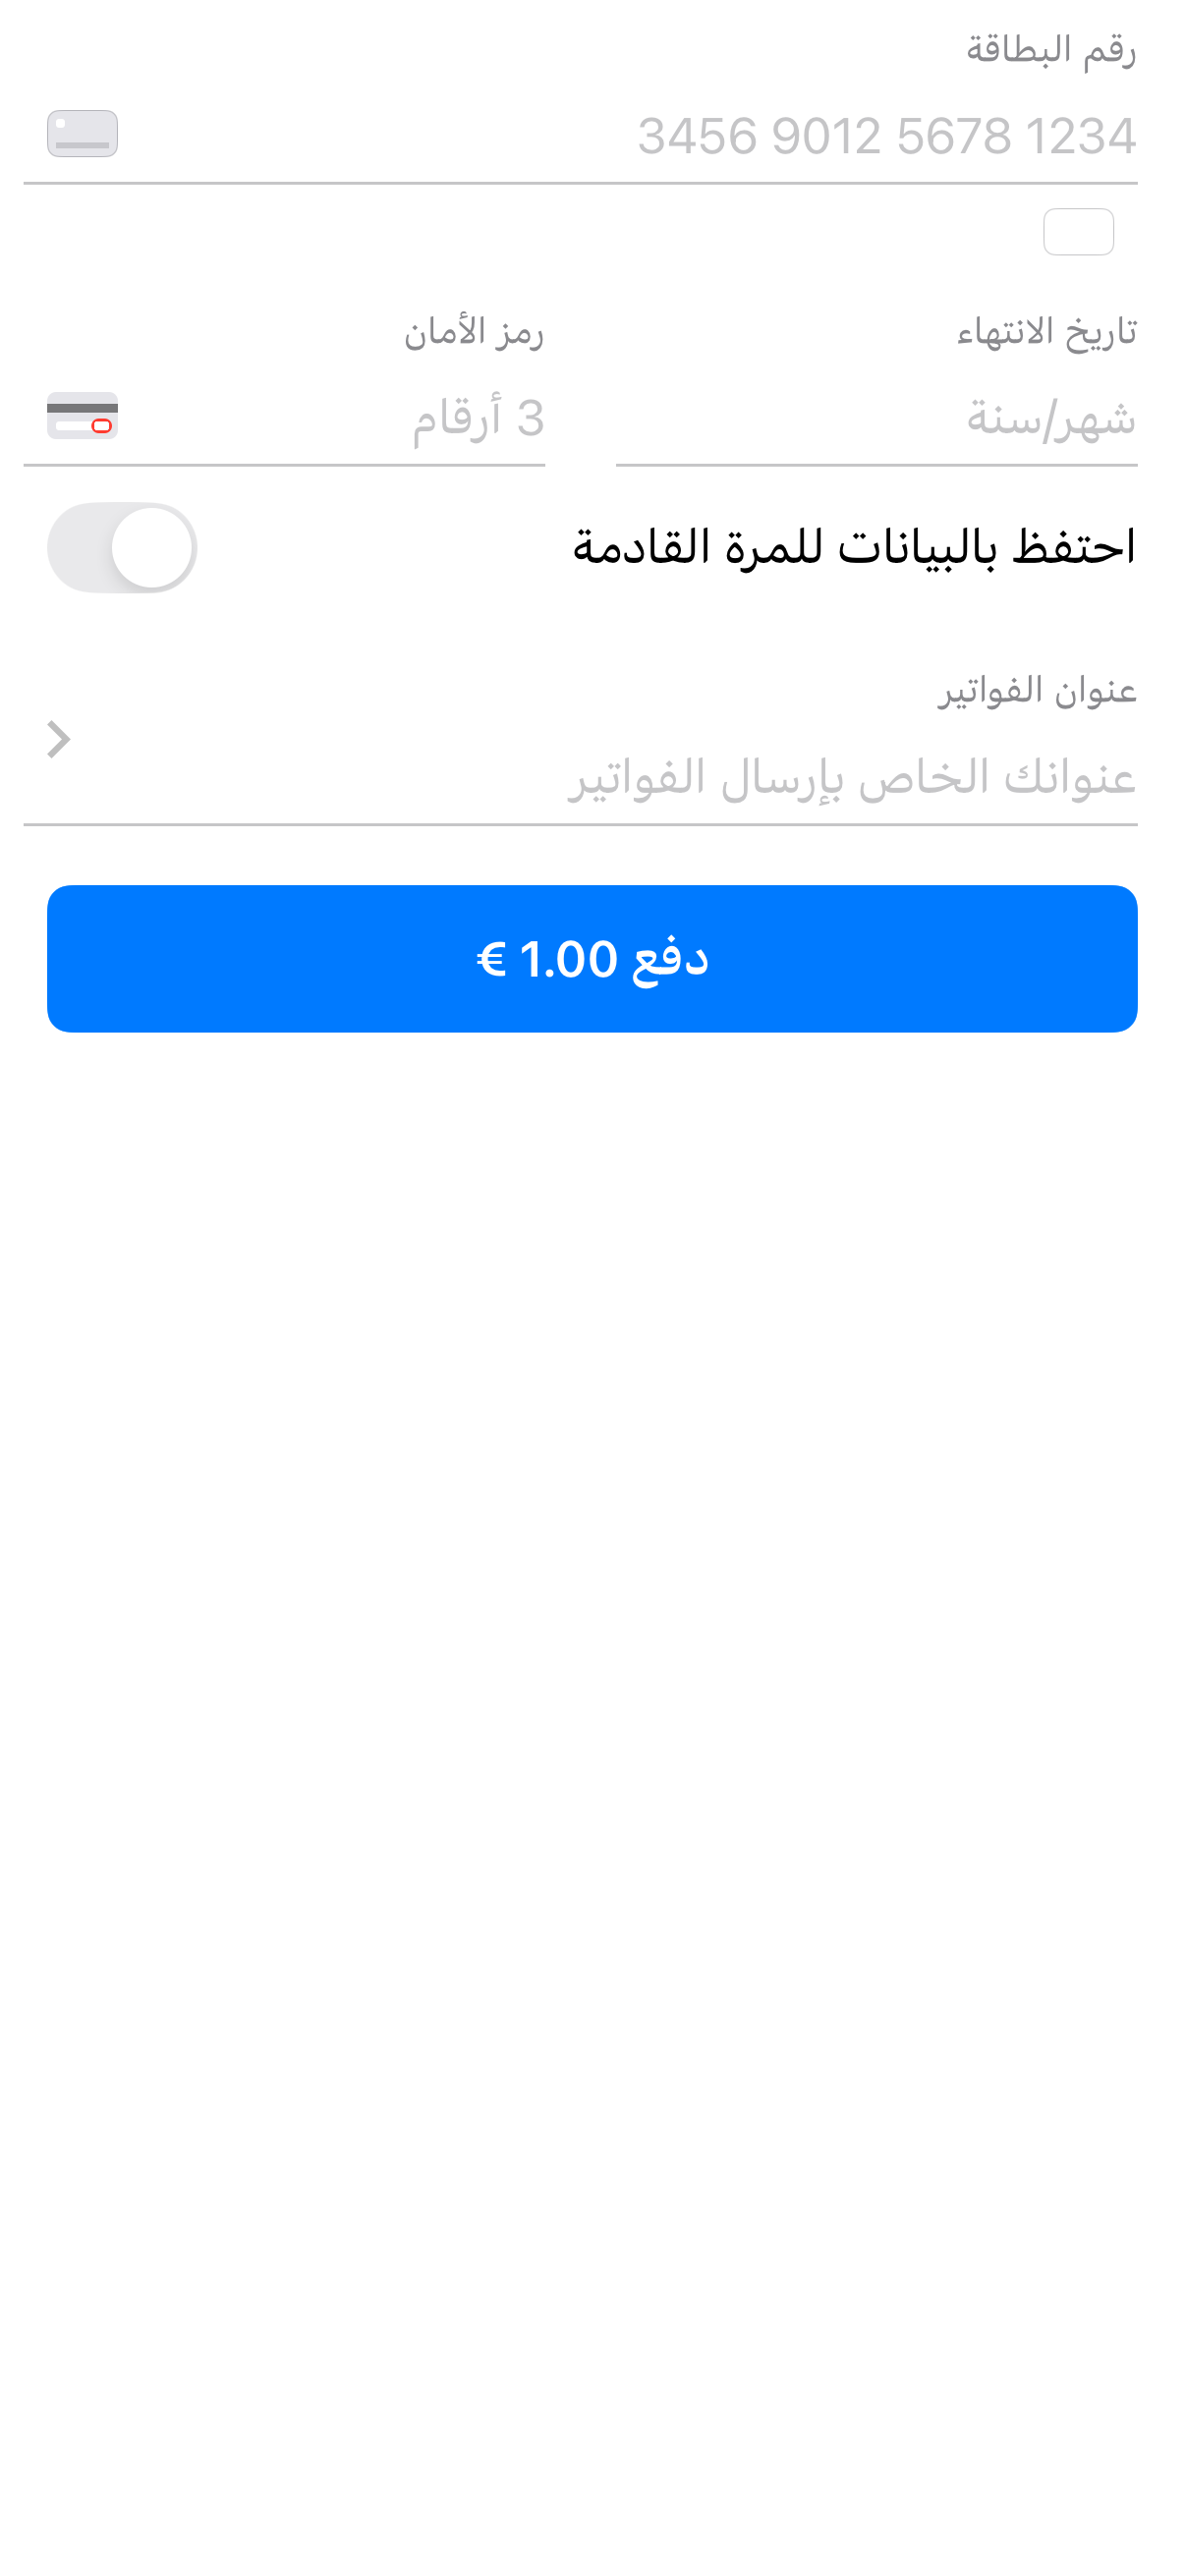 رقم البطاقة
3456 9012 5678 1234
تاريخ الانتهاء
رمز الأمان
شهر/سنة
3 أرقام
احتفظ بالبيانات للمرة القادمة
عنوان الفواتير
عنوانك الخاص بإرسال الفواتير
دفع 1.00 €